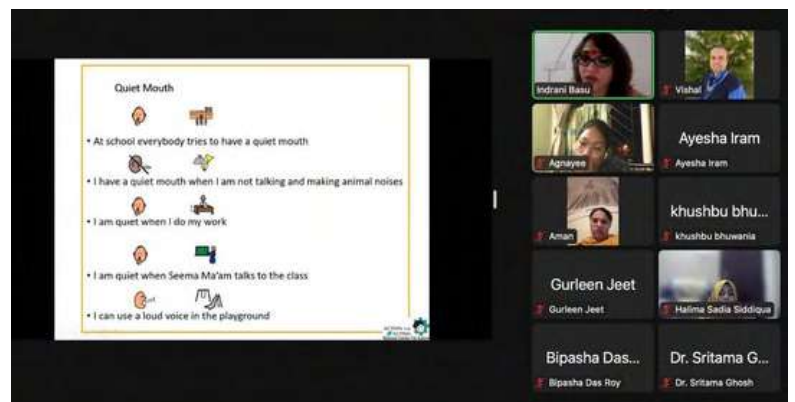 Quiet Mouth
• At school everybody tries to have a quiet mouth
• I have a quiet mouth when I am not talking and making animal noises
• I am quiet when I do my work
• I am quiet when Seema Ma'am talks to the class
• I can use a loud voice in the playground
Indrani Basu
Vishal
Agnayee
Ayesha Iram
Ayesha Iram
Aman
khushbu bhu...
khushbu bhuwania
Gurleen Jeet
Gurleen Jeet
Halima Sadia Siddiqua
Bipasha Das...
Bipasha Das Roy
Dr. Sritama G...
Dr. Sritama Ghosh